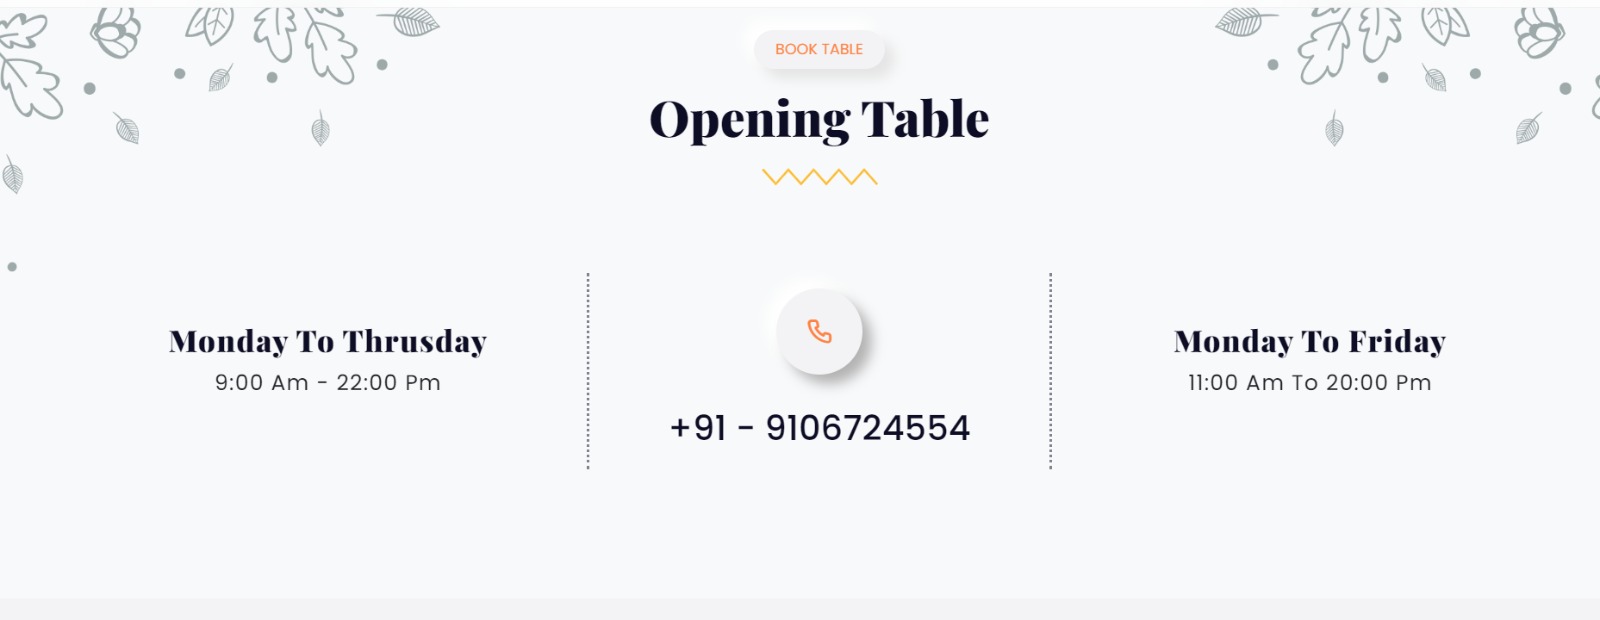 BOOK TABLE
Opening Table
Monday To Thrusday
9:00 Am - 22:00 Pm
+91 - 9106724554
Monday To Friday
11:00 Am To 20:00 Pm